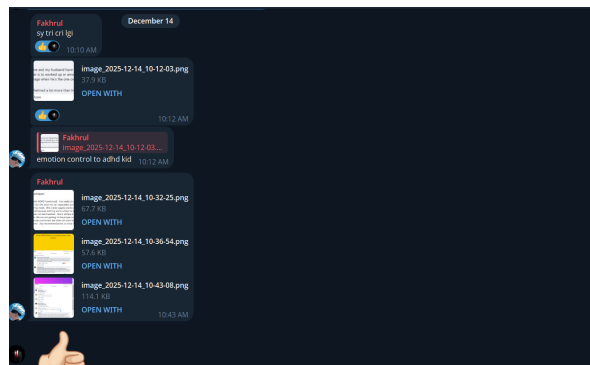 December 14
Fakhrul
sy tri cri lgi
10:10 AM
image_2025-12-14_10-12-03.png
37.9 KB
OPEN WITH
10:12 AM
Fakhrul
image_2025-12-14_10-12-03....
emotion control to adhd kid 10:12 AM
Fakhrul
image_2025-12-14_10-32-25.png
67.7 KB
OPEN WITH
image_2025-12-14_10-36-54.png
57.6 KB
OPEN WITH
image_2025-12-14_10-43-08.png
114.1 KB
OPEN WITH
10:43 AM